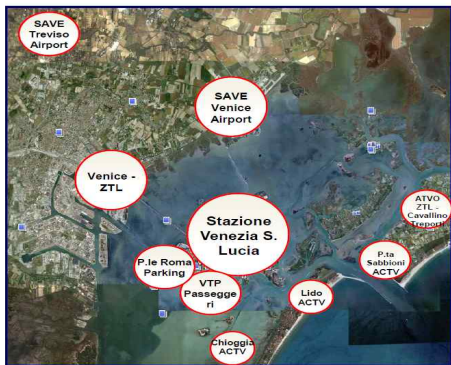 SAVE
Treviso
Airport
SAVE
Venice
Airport
Venice -
ZTL
ATVO
ZTL -
Cavallino
Treporti
Stazione
Venezia S.
Lucia
P.le Roma
Parking
P.ta
Sabbioni
ACTV
VTP
Passegge
ri
Lido
ACTV
Chioggia
ACTV